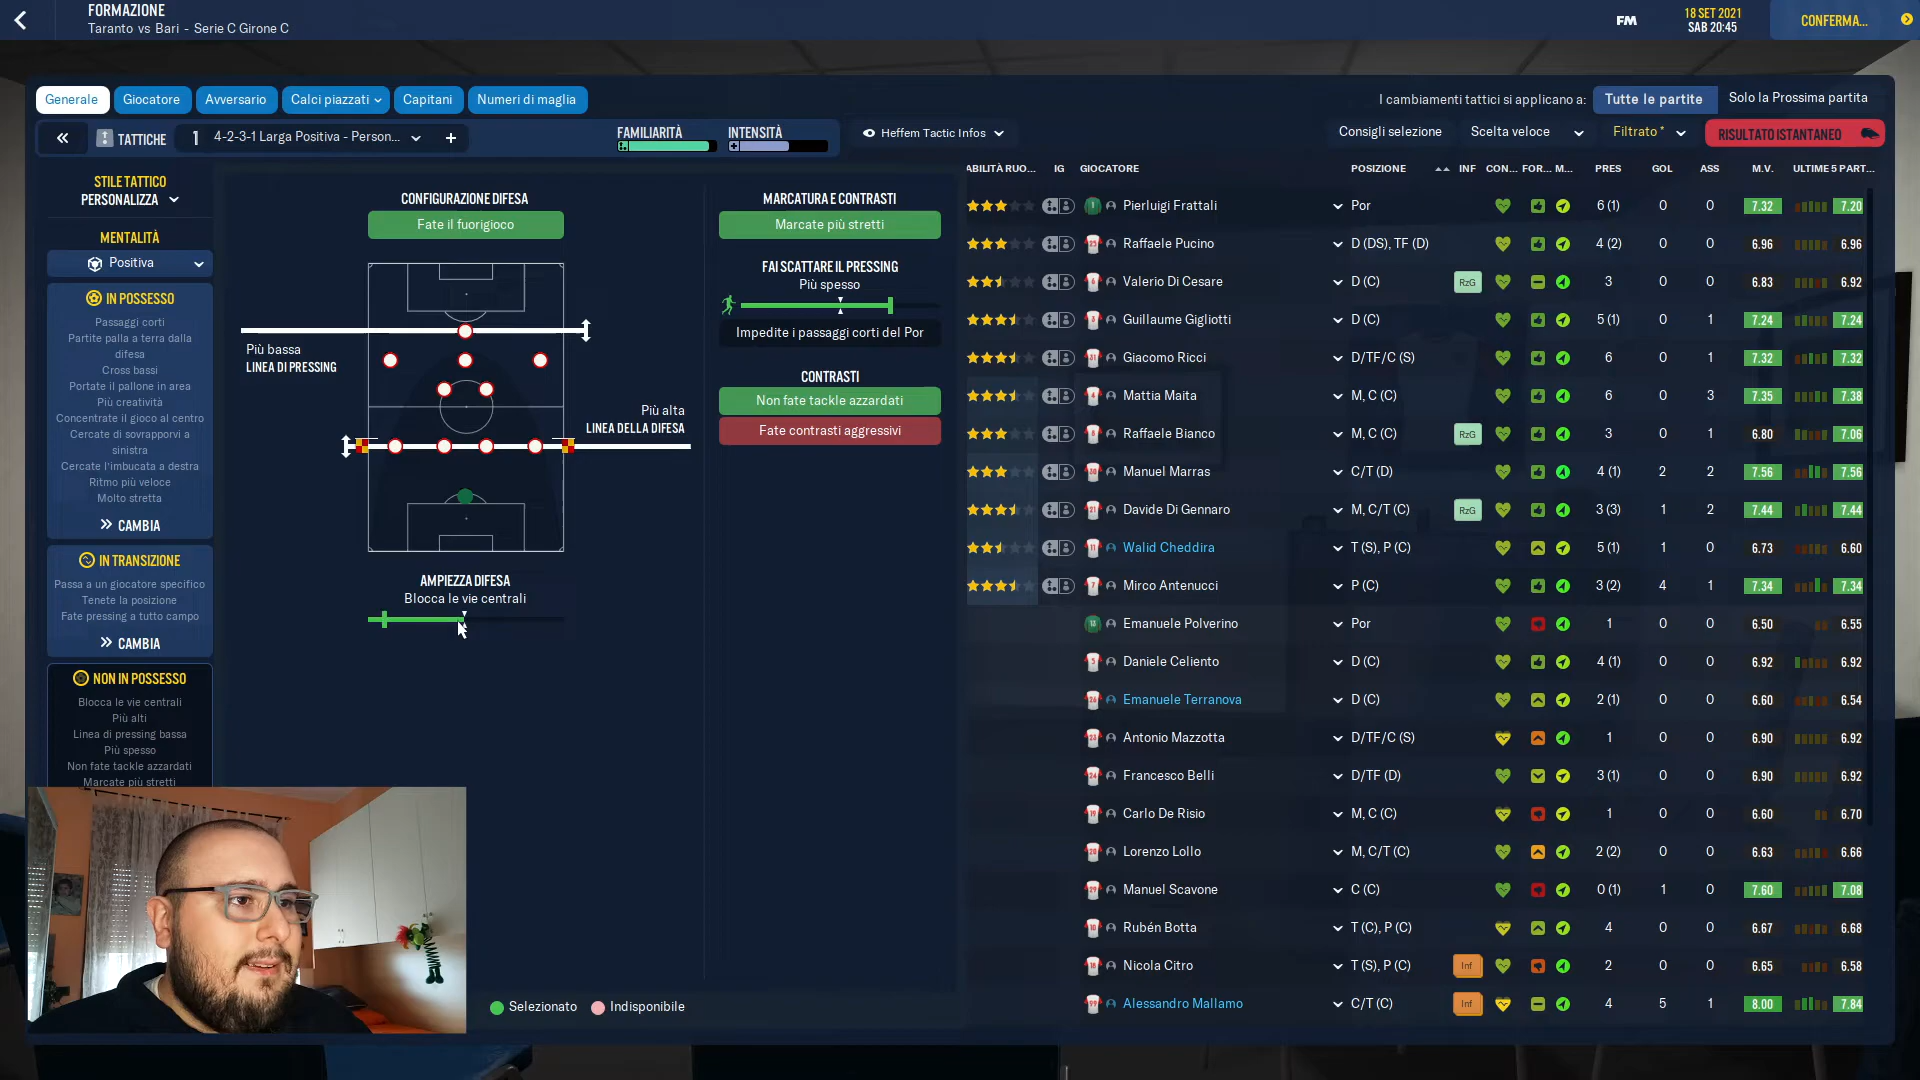 FORMAZIONE
Taranto vs Bari - Serie C Girone C
FM
18 SET 2021
SAB 20:45
CONFERMA...
Generale
Giocatore
Avversario
Calci piazzati
Capitani
Numeri di maglia
I cambiamenti tattici si applicano a:
Tutte le partite
Solo la Prossima partita
TATTICHE
1
4-2-3-1 Larga Positiva - Person...
+
FAMILIARITÀ
INTENSITÀ
Heffem Tactic Infos
Consigli selezione
Scelta veloce
Filtrato *
RISULTATO ISTANTANEO
STILE TATTICO
PERSONALIZZA
MENTALITÀ
Positiva
IN POSSESSO
Passaggi corti
Partite palla a terra dalla
difesa
Cross bassi
Portate il pallone in area
Più creatività
Concentrate il gioco al centro
Cercate di sovrapporvi a
sinistra
Cercate l'imbucata a destra
Ritmo più veloce
Molto stretta
CAMBIA
IN TRANSIZIONE
Passa a un giocatore specifico
Tenete la posizione
Fate pressing a tutto campo
CAMBIA
NON IN POSSESSO
Blocca le vie centrali
Più alti
Linea di pressing bassa
Più spesso
Non fate tackle azzardati
Marcate più stretti
CONFIGURAZIONE DIFESA
Fate il fuorigioco
Più bassa
LINEA DI PRESSING
Più alta
LINEA DELLA DIFESA
AMPIEZZA DIFESA
Blocca le vie centrali
MARCATURA E CONTRASTI
Marcate più stretti
FAI SCATTARE IL PRESSING
Più spesso
Impedite i passaggi corti del Por
CONTRASTI
Non fate tackle azzardati
Fate contrasti aggressivi
Selezionato
Indisponibile
ABILITÀ RUO... IG GIOCATORE POSIZIONE INF CON... FOR... M... PRES GOL ASS M.V. ULTIME 5 PART...
Pierluigi Frattali Por 6 (1) 0 0 7.32 7.20
Raffaele Pucino D (DS), TF (D) 4 (2) 0 0 6.96 6.96
Valerio Di Cesare D (C) RzG 3 0 0 6.83 6.92
Guillaume Gigliotti D (C) 5 (1) 0 1 7.24 7.24
Giacomo Ricci D/TF/C (S) 6 0 1 7.32 7.32
Mattia Maita M, C (C) 6 0 3 7.35 7.38
Raffaele Bianco M, C (C) RzG 3 0 1 6.80 7.06
Manuel Marras C/T (D) 4 (1) 2 2 7.56 7.56
Davide Di Gennaro M, C/T (C) RzG 3 (3) 1 2 7.44 7.44
Walid Cheddira T (S), P (C) 5 (1) 1 0 6.73 6.60
Mirco Antenucci P (C) 3 (2) 4 1 7.34 7.34
Emanuele Polverino Por 1 0 0 6.50 6.55
Daniele Celiento D (C) 4 (1) 0 0 6.92 6.92
Emanuele Terranova D (C) 2 (1) 0 0 6.60 6.54
Antonio Mazzotta D/TF/C (S) 1 0 0 6.90 6.92
Francesco Belli D/TF (D) 3 (1) 0 0 6.90 6.92
Carlo De Risio M, C (C) 1 0 0 6.60 6.70
Lorenzo Lollo M, C/T (C) 2 (2) 0 0 6.63 6.66
Manuel Scavone C (C) 0 (1) 1 0 7.60 7.08
Rubén Botta T (C), P (C) 4 0 0 6.67 6.68
Nicola Citro T (S), P (C) Inf 2 0 0 6.65 6.58
Alessandro Mallamo C/T (C) Inf 4 5 1 8.00 7.84